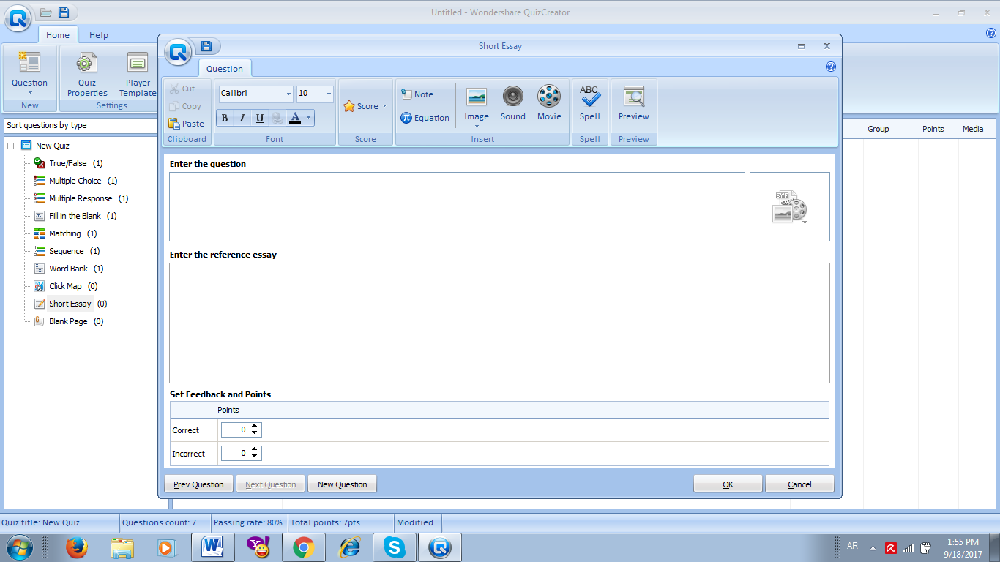 Untitled - Wondershare QuizCreator
Home Help
Question
New
Quiz Properties
Player Template
Settings
Short Essay
Question
Cut
Copy
Paste
Clipboard
Calibri 10
B I U A
Font
Score
Score
Note
Equation
Image
Sound
Movie
Insert
ABC
Spell
Spell
Preview
Preview
Sort questions by type
Group Points Media
New Quiz
True/False (1)
Multiple Choice (1)
Multiple Response (1)
Fill in the Blank (1)
Matching (1)
Sequence (1)
Word Bank (1)
Click Map (0)
Short Essay (0)
Blank Page (0)
Enter the question
SWF
Enter the reference essay
Set Feedback and Points
Points
Correct 0
Incorrect 0
Prev Question Next Question New Question OK Cancel
Quiz title: New Quiz Questions count: 7 Passing rate: 80% Total points: 7pts Modified
AR
1:55 PM
9/18/2017